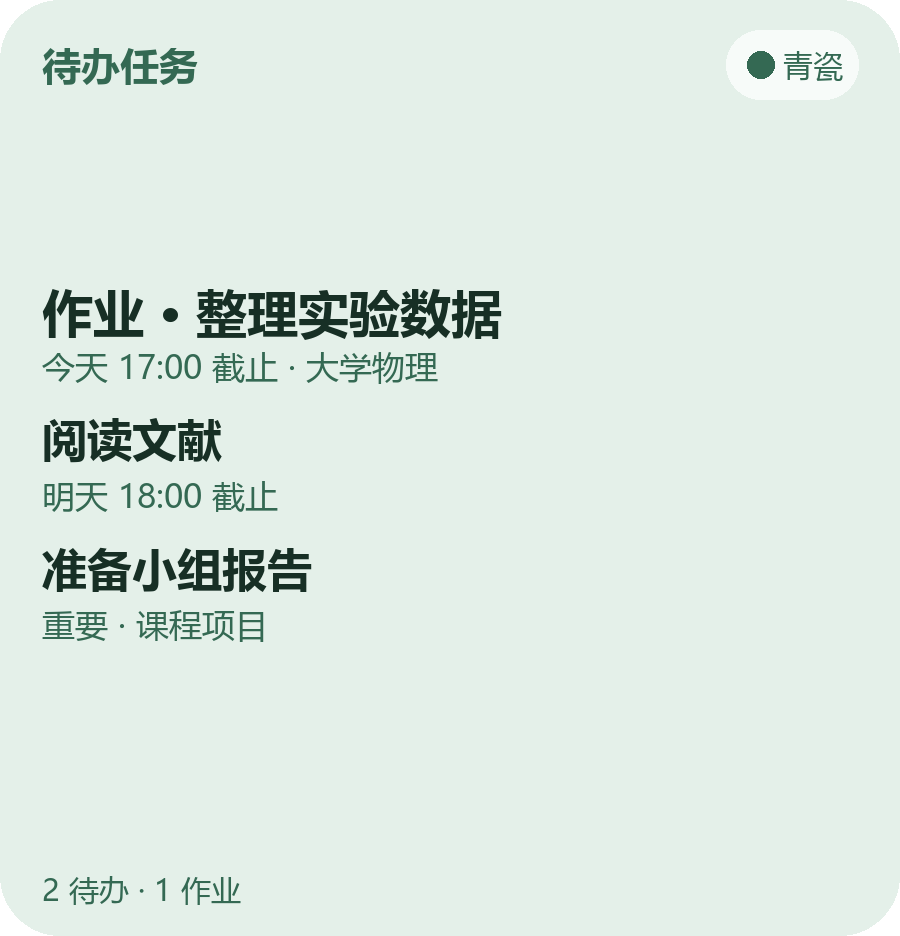 待办任务
青瓷
作业・整理实验数据
今天 17:00 截止 · 大学物理
阅读文献
明天 18:00 截止
准备小组报告
重要 · 课程项目
2 待办 · 1 作业